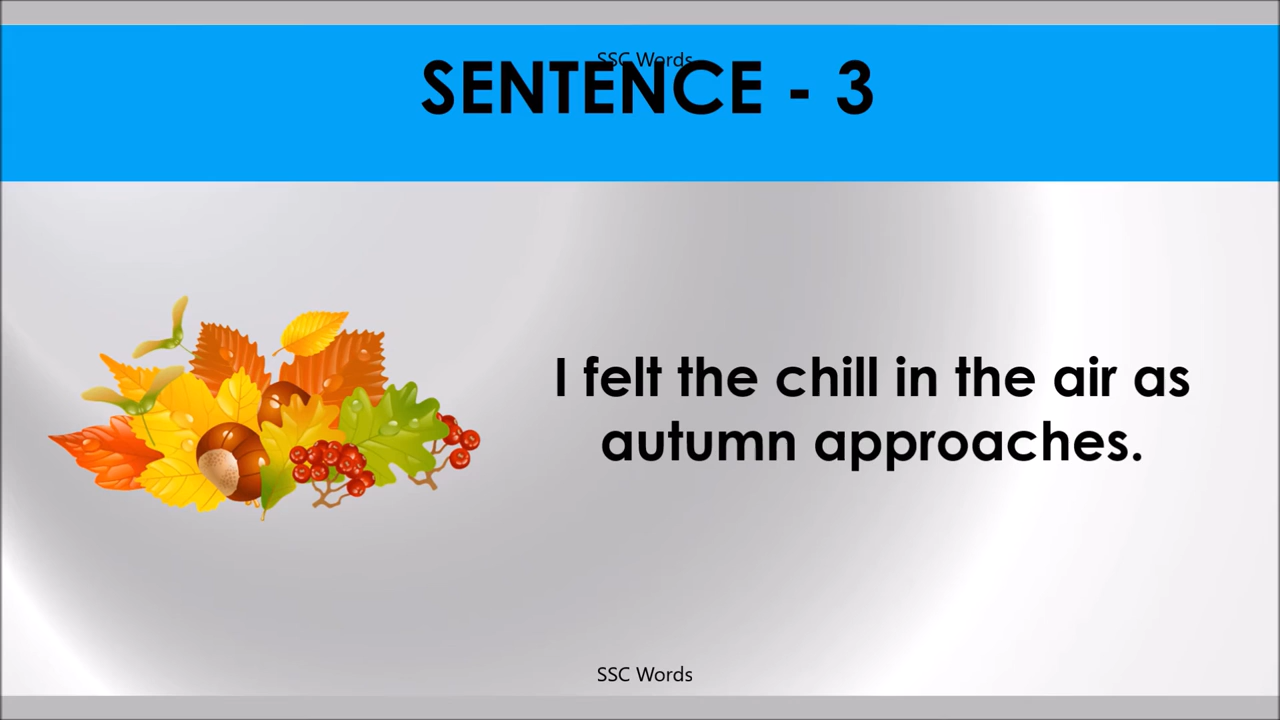 SSC Words
SENTENCE - 3
I felt the chill in the air as
autumn approaches.
SSC Words